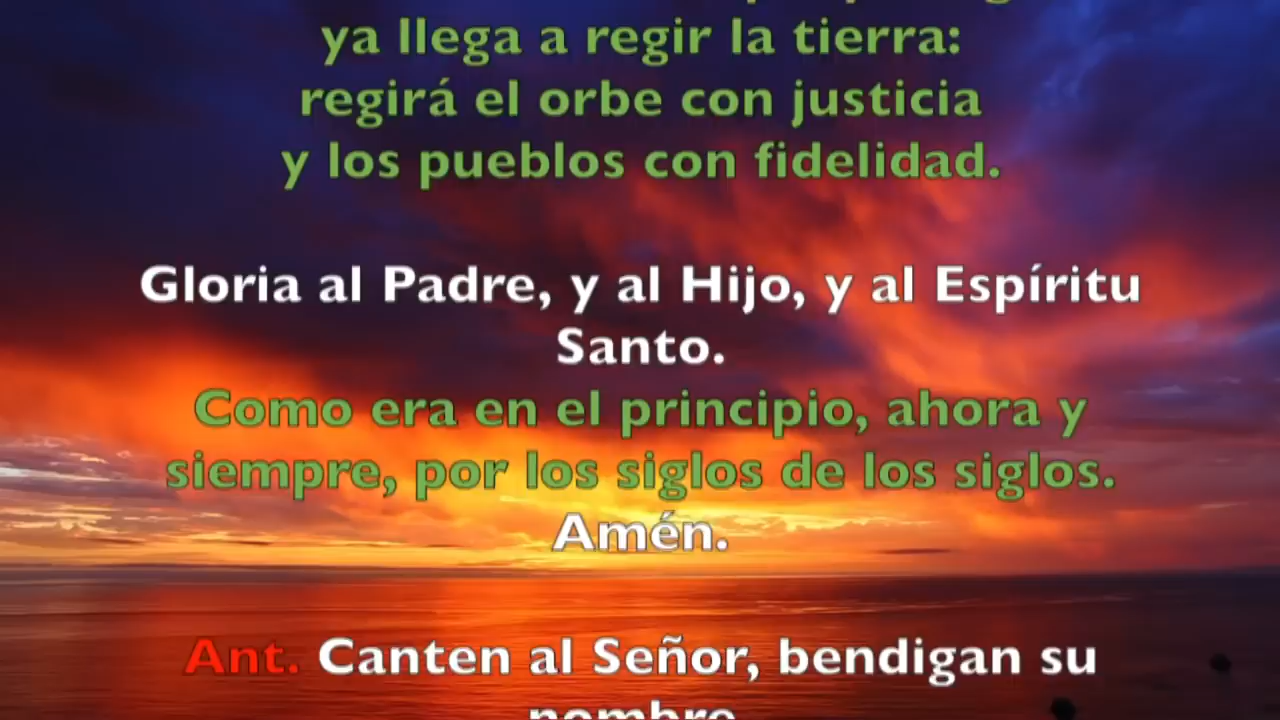 ya llega a regir la tierra:
regirá el orbe con justicia
y los pueblos con fidelidad.
Gloria al Padre, y al Hijo, y al Espíritu
Santo.
Como era en el principio, ahora y
siempre, por los siglos de los siglos.
Amén.
Ant. Canten al Señor, bendigan su
nombre